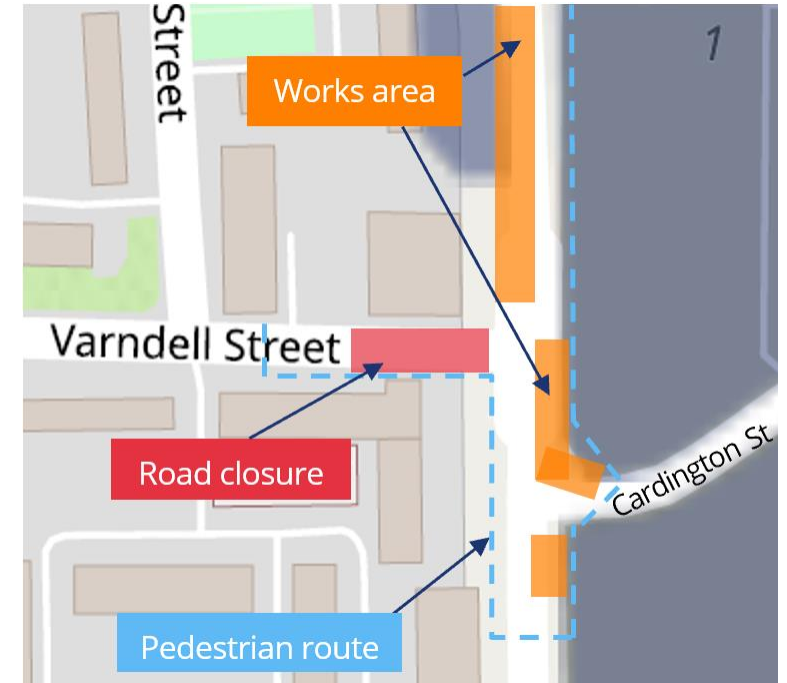 Street
1
Works area
Varndell Street
Road closure
Cardington St
Pedestrian route